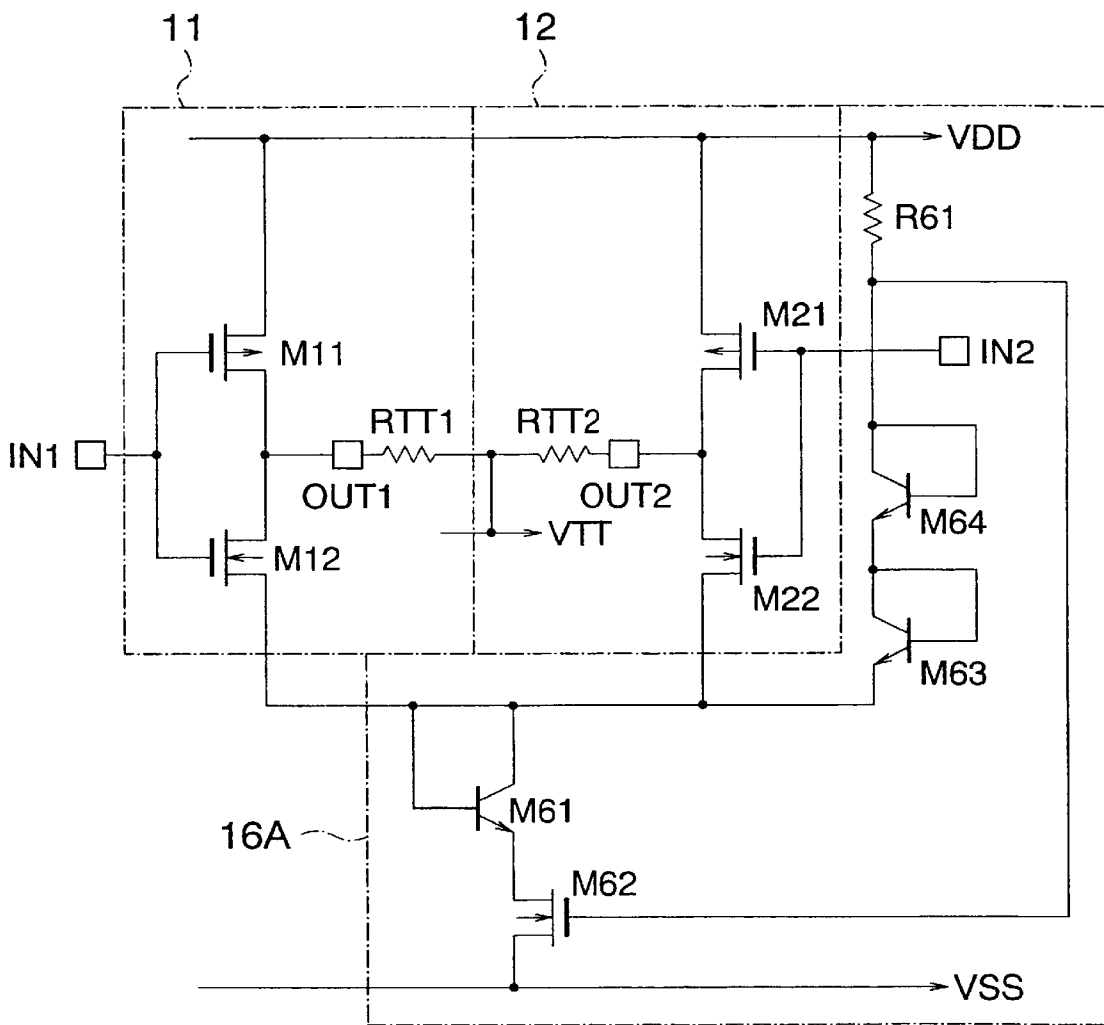 11
12
VDD
R61
M21
M11
IN2
RTT1
RTT2
IN1
OUT1
OUT2
M64
VTT
M12
M22
M63
M61
16A
M62
VSS